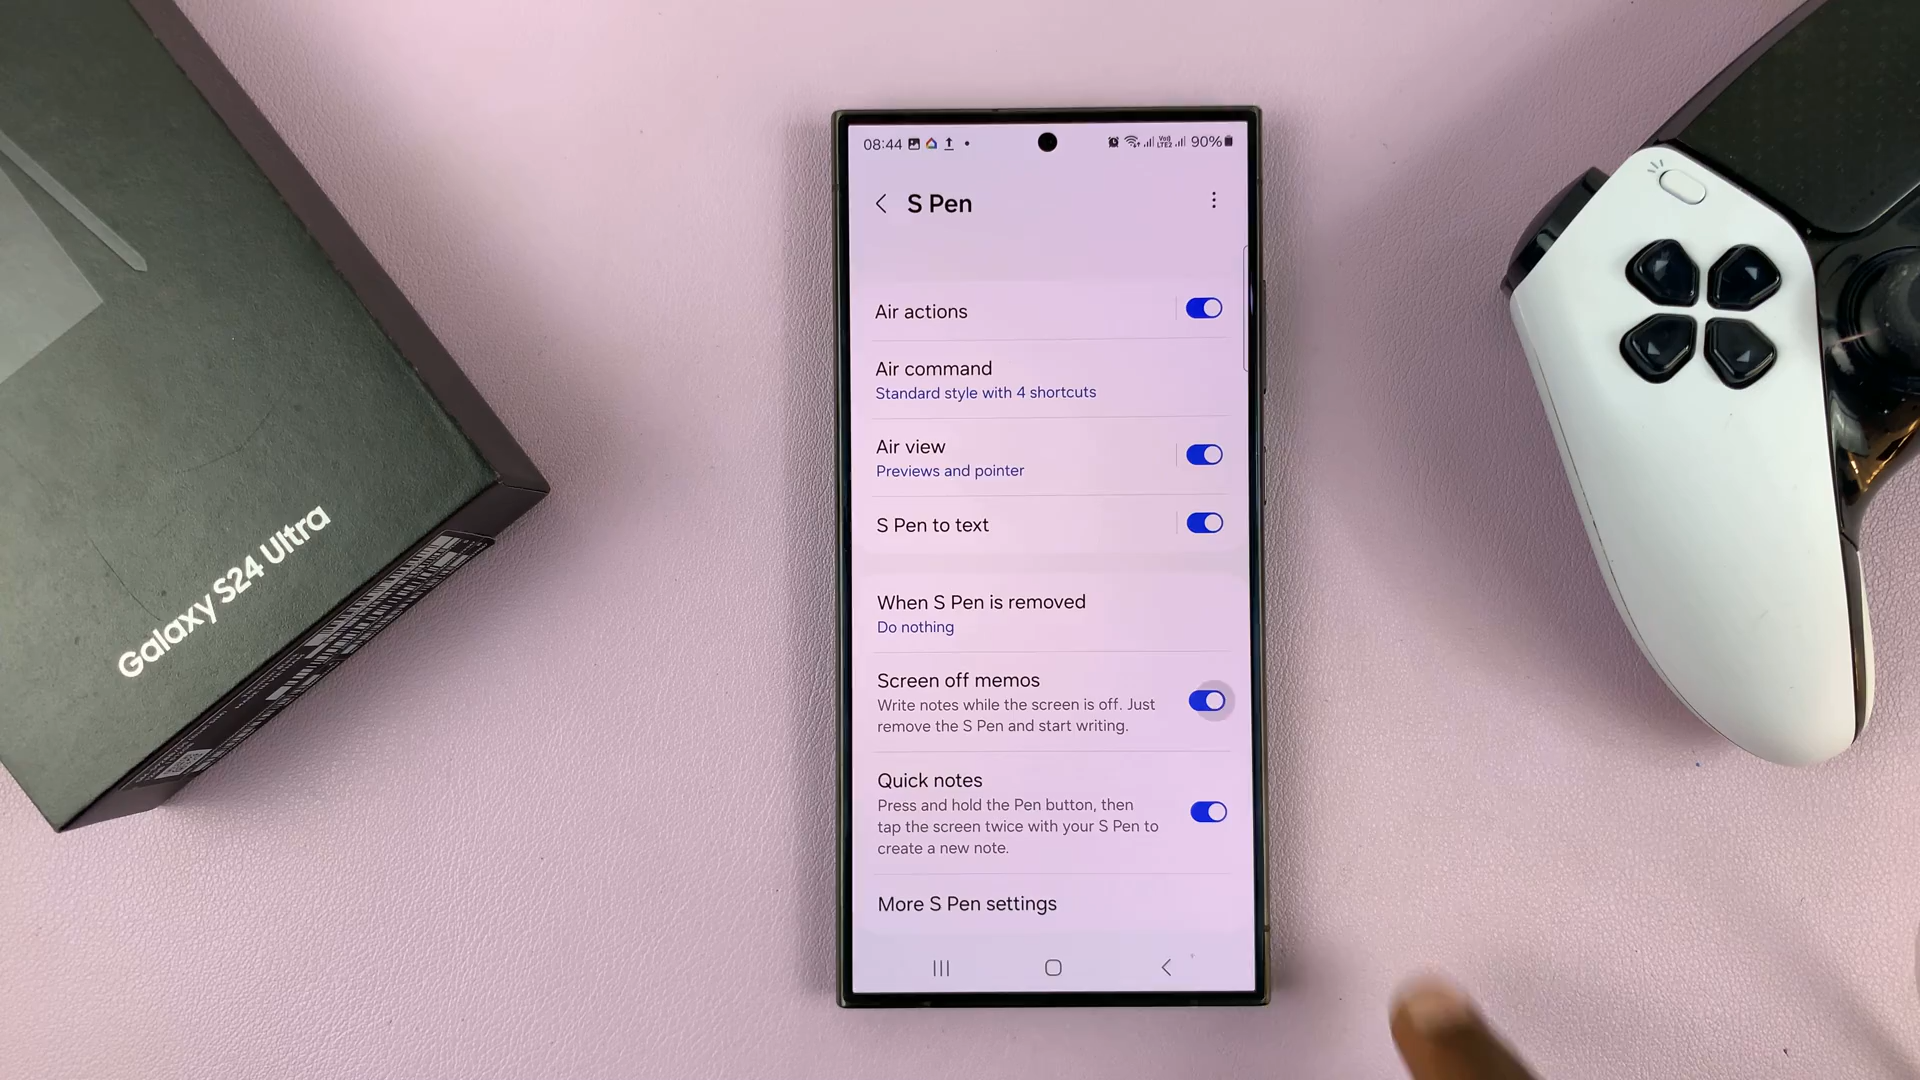 Galaxy S24 Ultra
08:44
90%
S Pen
Air actions
Air command
Standard style with 4 shortcuts
Air view
Previews and pointer
S Pen to text
When S Pen is removed
Do nothing
Screen off memos
Write notes while the screen is off. Just
remove the S Pen and start writing.
Quick notes
Press and hold the Pen button, then
tap the screen twice with your S Pen to
create a new note.
More S Pen settings